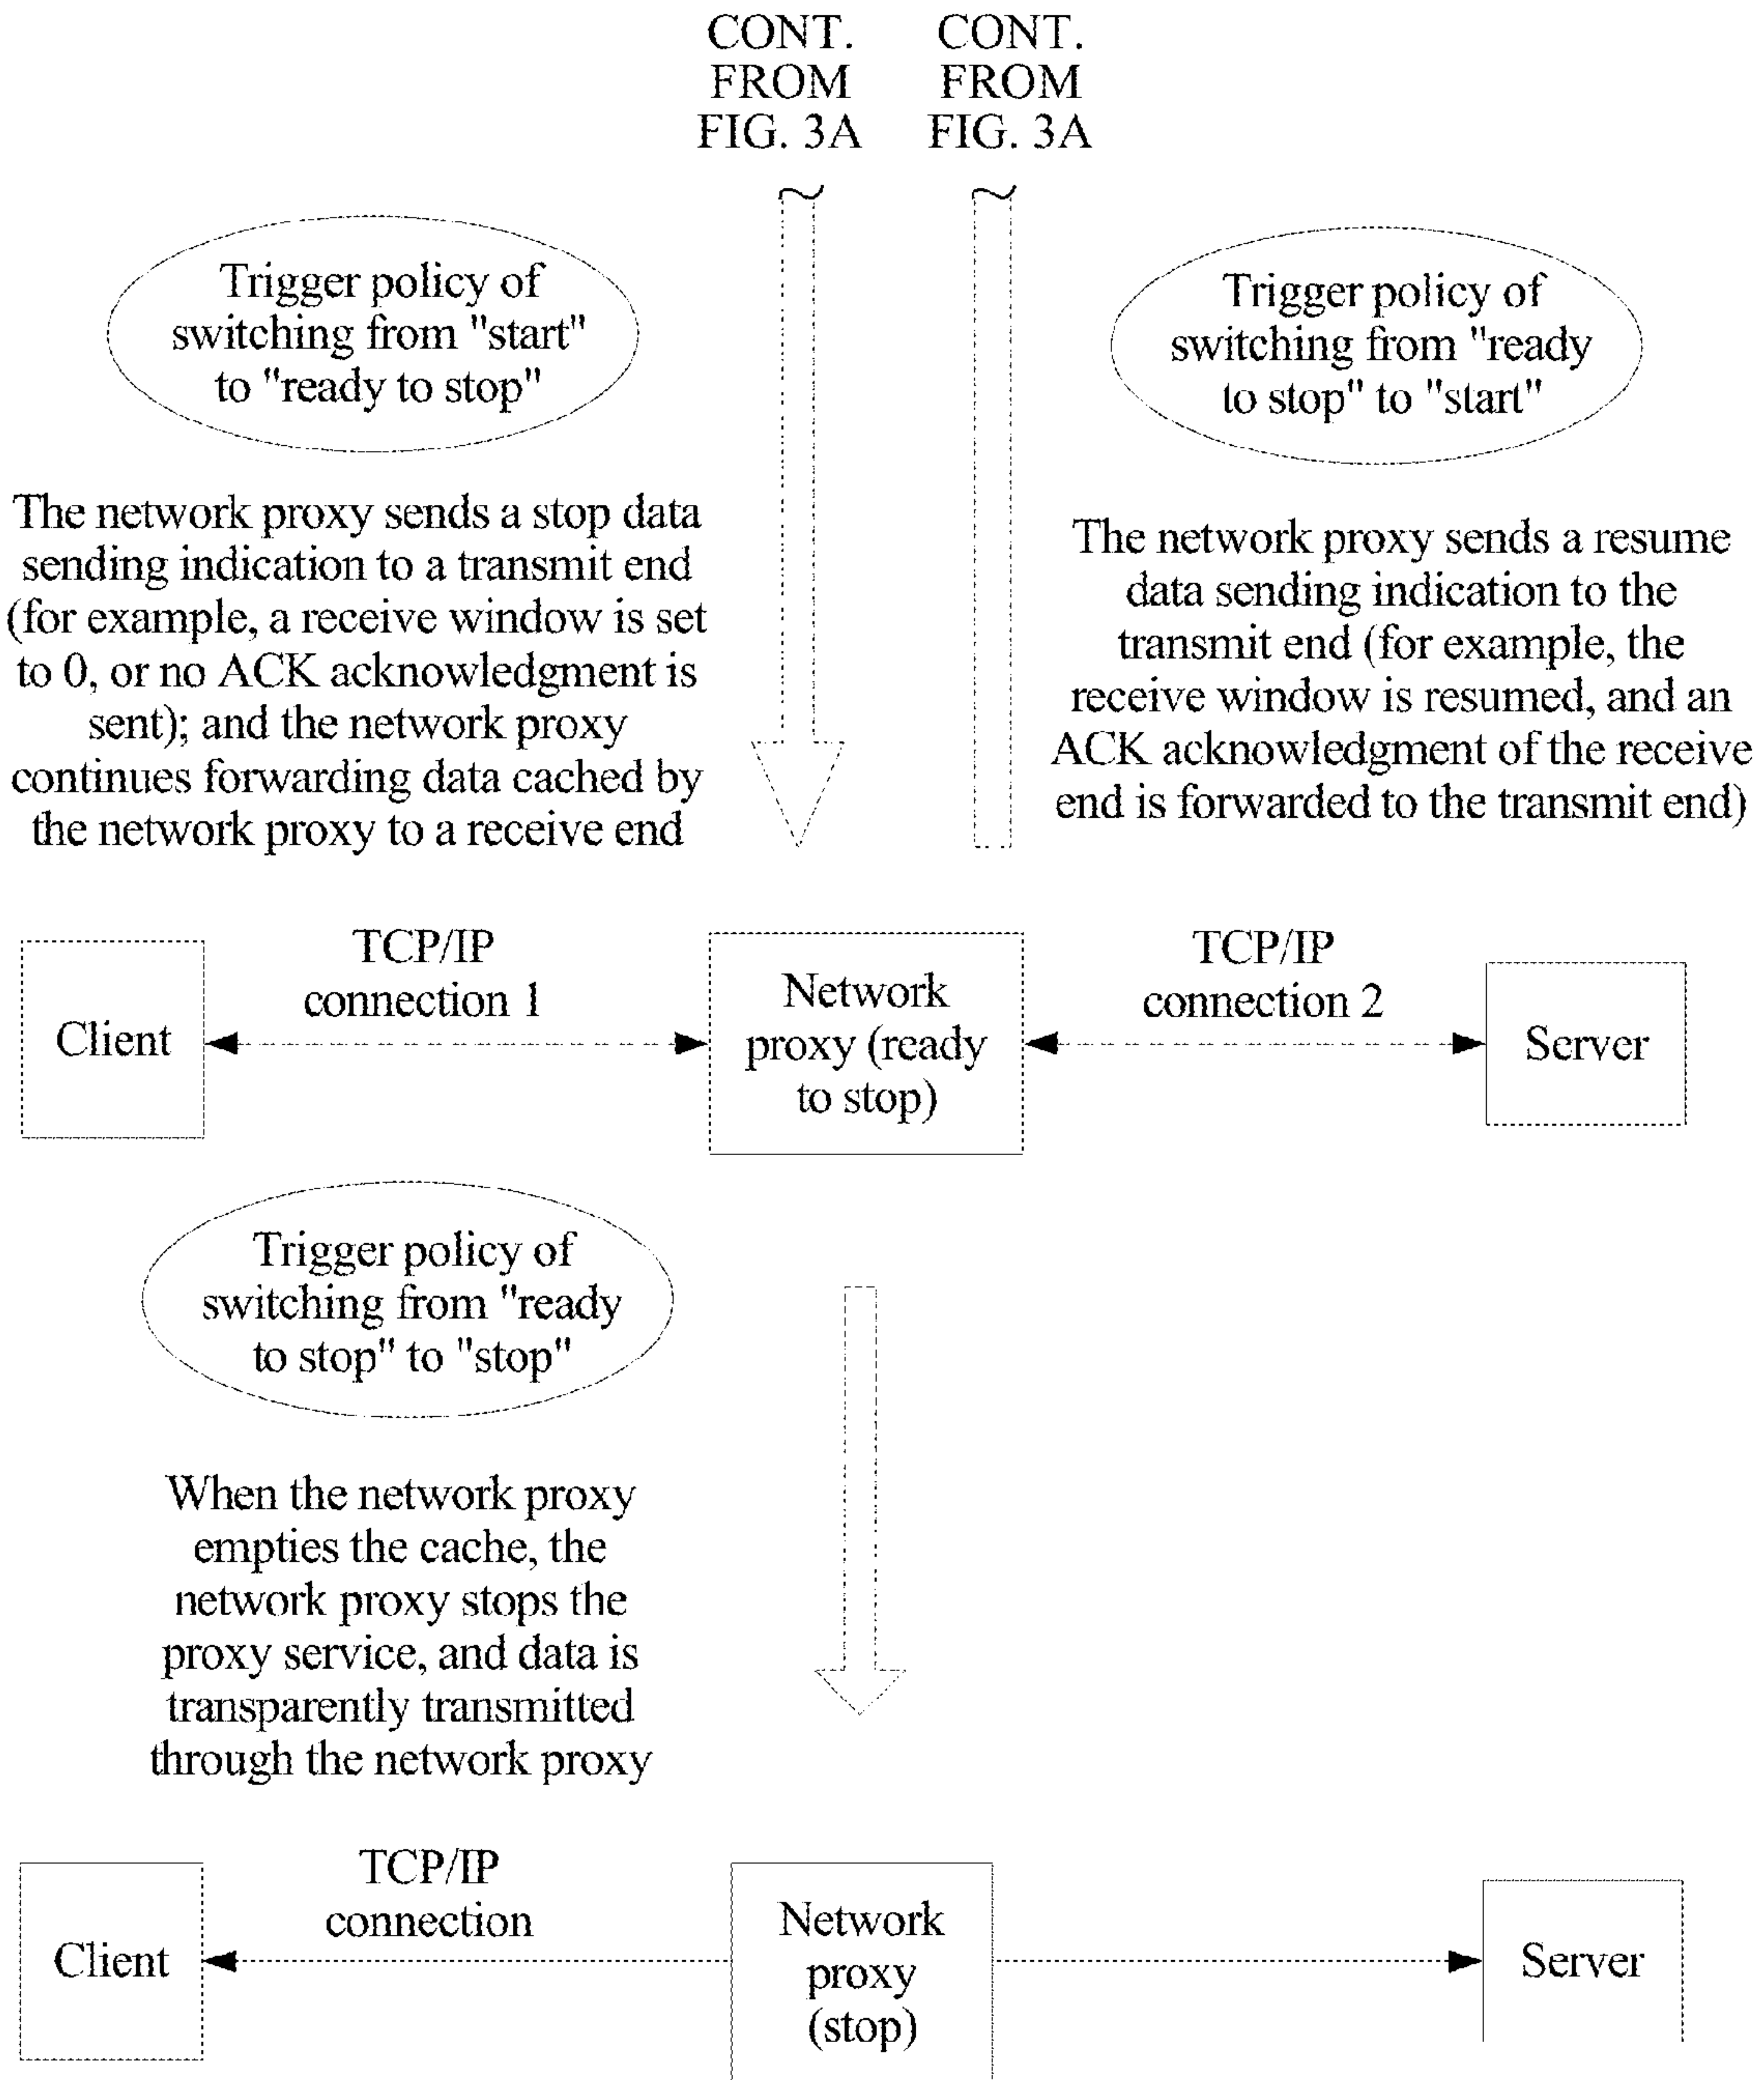 CONT.
FROM
FIG. 3A
CONT.
FROM
FIG. 3A
Trigger policy of
switching from "start"
to "ready to stop"
Trigger policy of
switching from "ready
to stop" to "start"
The network proxy sends a stop data
sending indication to a transmit end
(for example, a receive window is set
to 0, or no ACK acknowledgment is
sent); and the network proxy
continues forwarding data cached by
the network proxy to a receive end
The network proxy sends a resume
data sending indication to the
transmit end (for example, the
receive window is resumed, and an
ACK acknowledgment of the receive
end is forwarded to the transmit end)
Client
TCP/IP
connection 1
Network
proxy (ready
to stop)
TCP/IP
connection 2
Server
Trigger policy of
switching from "ready
to stop" to "stop"
When the network proxy
empties the cache, the
network proxy stops the
proxy service, and data is
transparently transmitted
through the network proxy
Client
TCP/IP
connection
Network
proxy
(stop)
Server